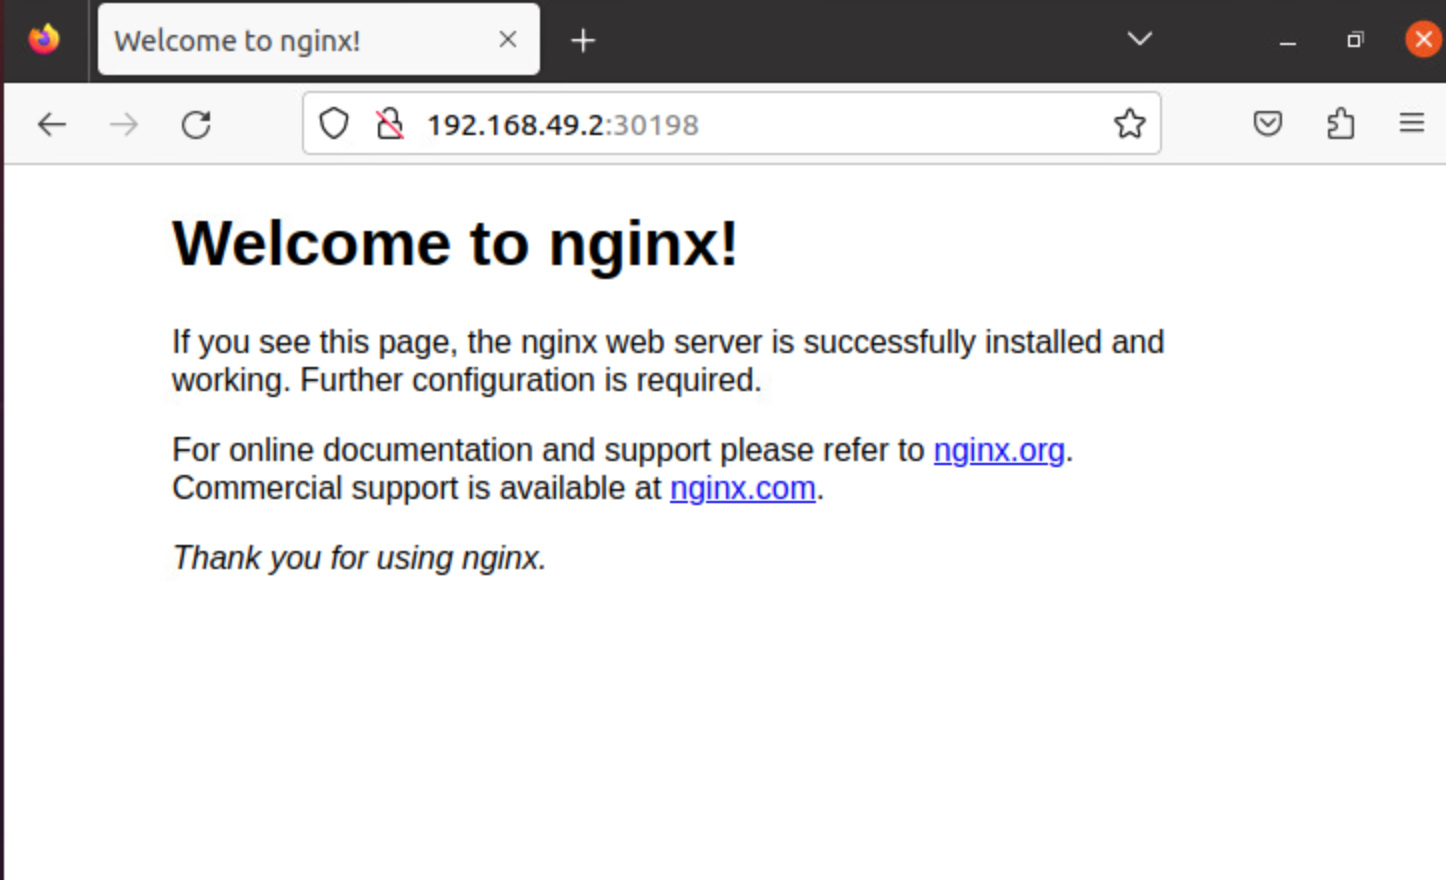 Welcome to nginx!
192.168.49.2:30198
Welcome to nginx!
If you see this page, the nginx web server is successfully installed and
working. Further configuration is required.
For online documentation and support please refer to nginx.org.
Commercial support is available at nginx.com.
Thank you for using nginx.